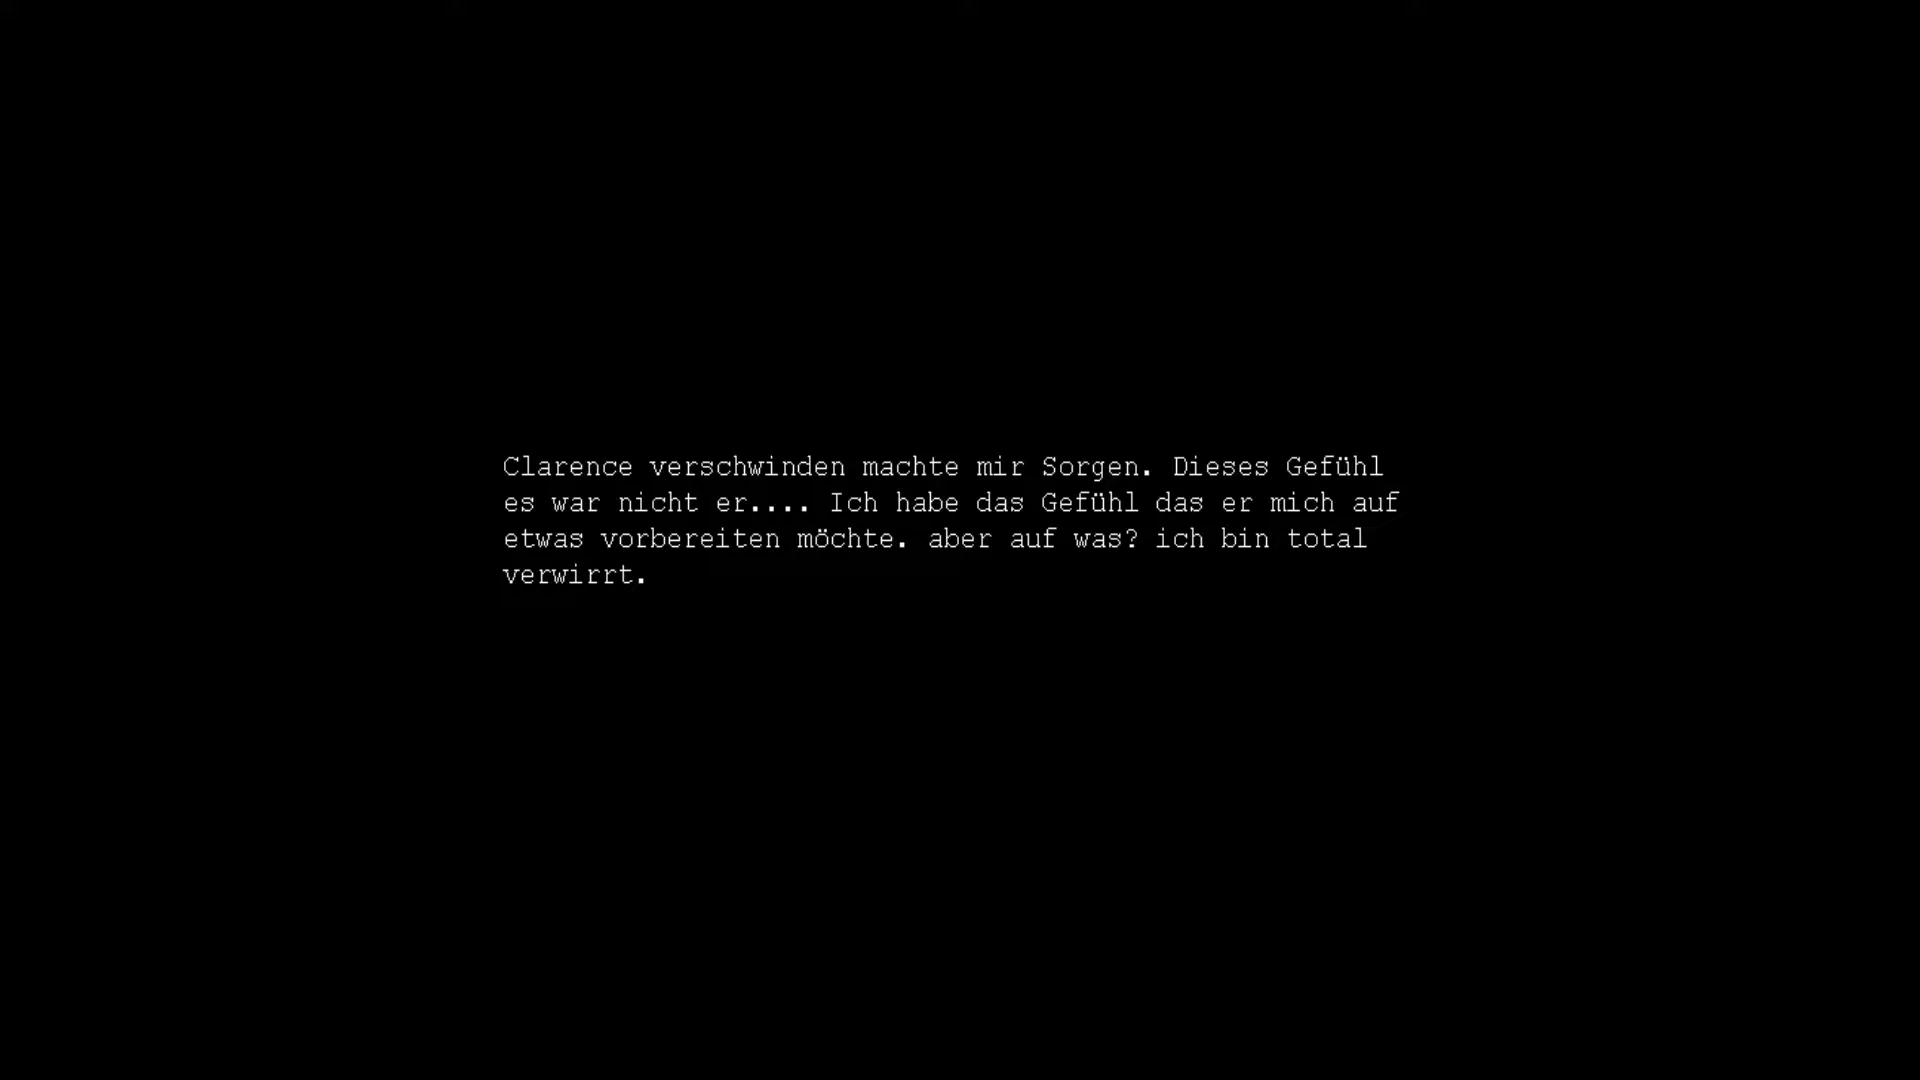 Clarence verschwinden machte mir Sorgen. Dieses Gefühl
es war nicht er.... Ich habe das Gefühl das er mich auf
etwas vorbereiten möchte. aber auf was? ich bin total
verwirrt.